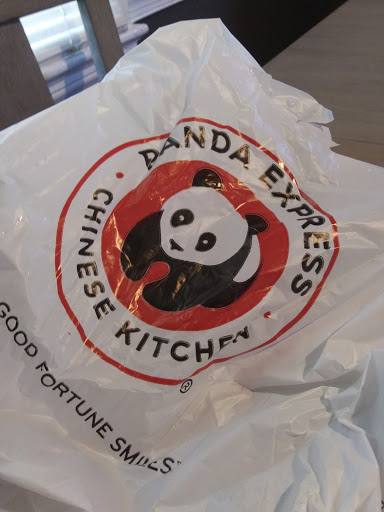 PANDA EXPRESS
CHINESE KITCHEN
®
GOOD FORTUNE SMILES